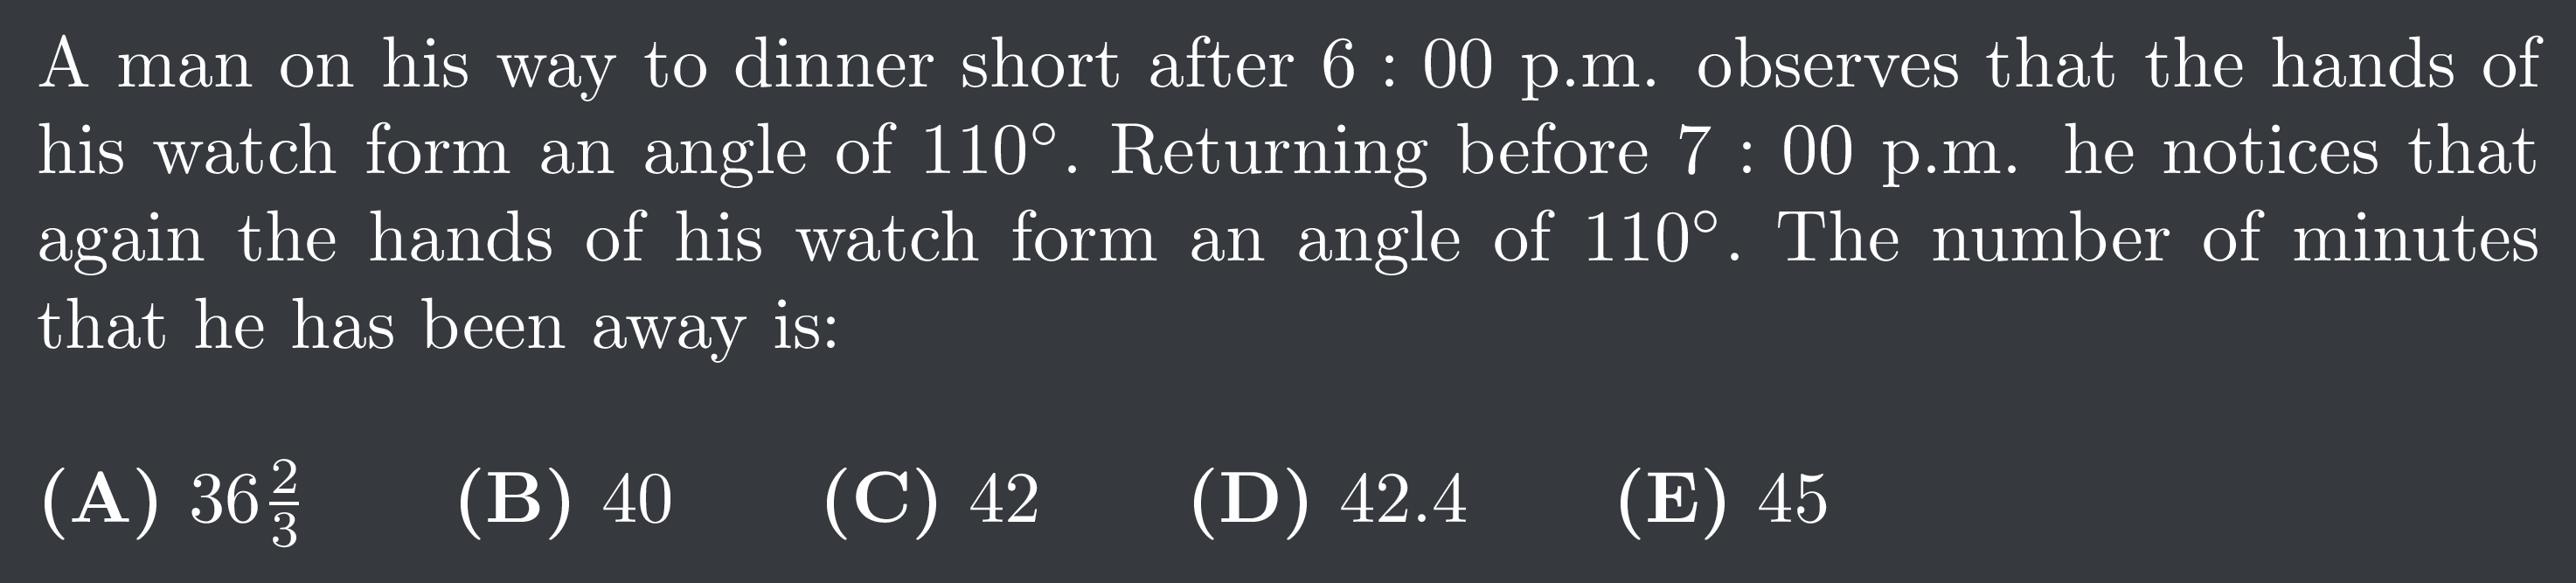 A man on his way to dinner short after 6 : 00 p.m. observes that the hands of
his watch form an angle of 110°. Returning before 7 : 00 p.m. he notices that
again the hands of his watch form an angle of 110°. The number of minutes
that he has been away is:
(A) 36 2/3 (B) 40 (C) 42 (D) 42.4 (E) 45